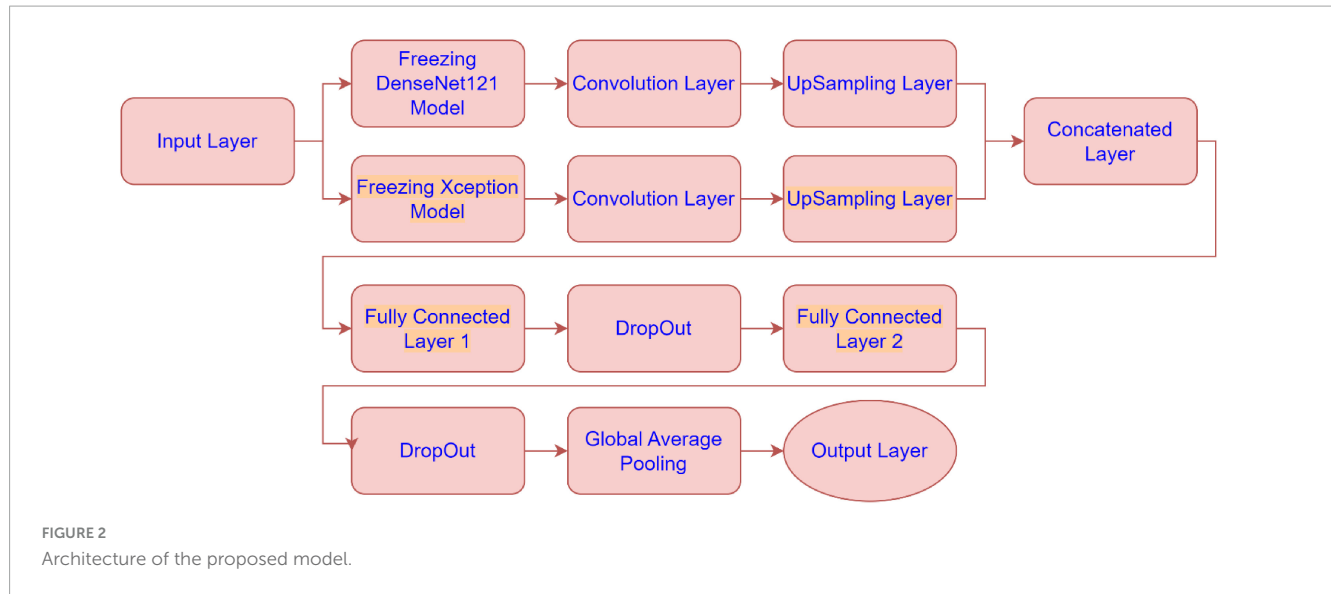 Input Layer
Freezing
DenseNet121
Model
Convolution Layer
UpSampling Layer
Freezing Xception
Model
Convolution Layer
UpSampling Layer
Concatenated
Layer
Fully Connected
Layer 1
DropOut
Fully Connected
Layer 2
DropOut
Global Average
Pooling
Output Layer
FIGURE 2
Architecture of the proposed model.